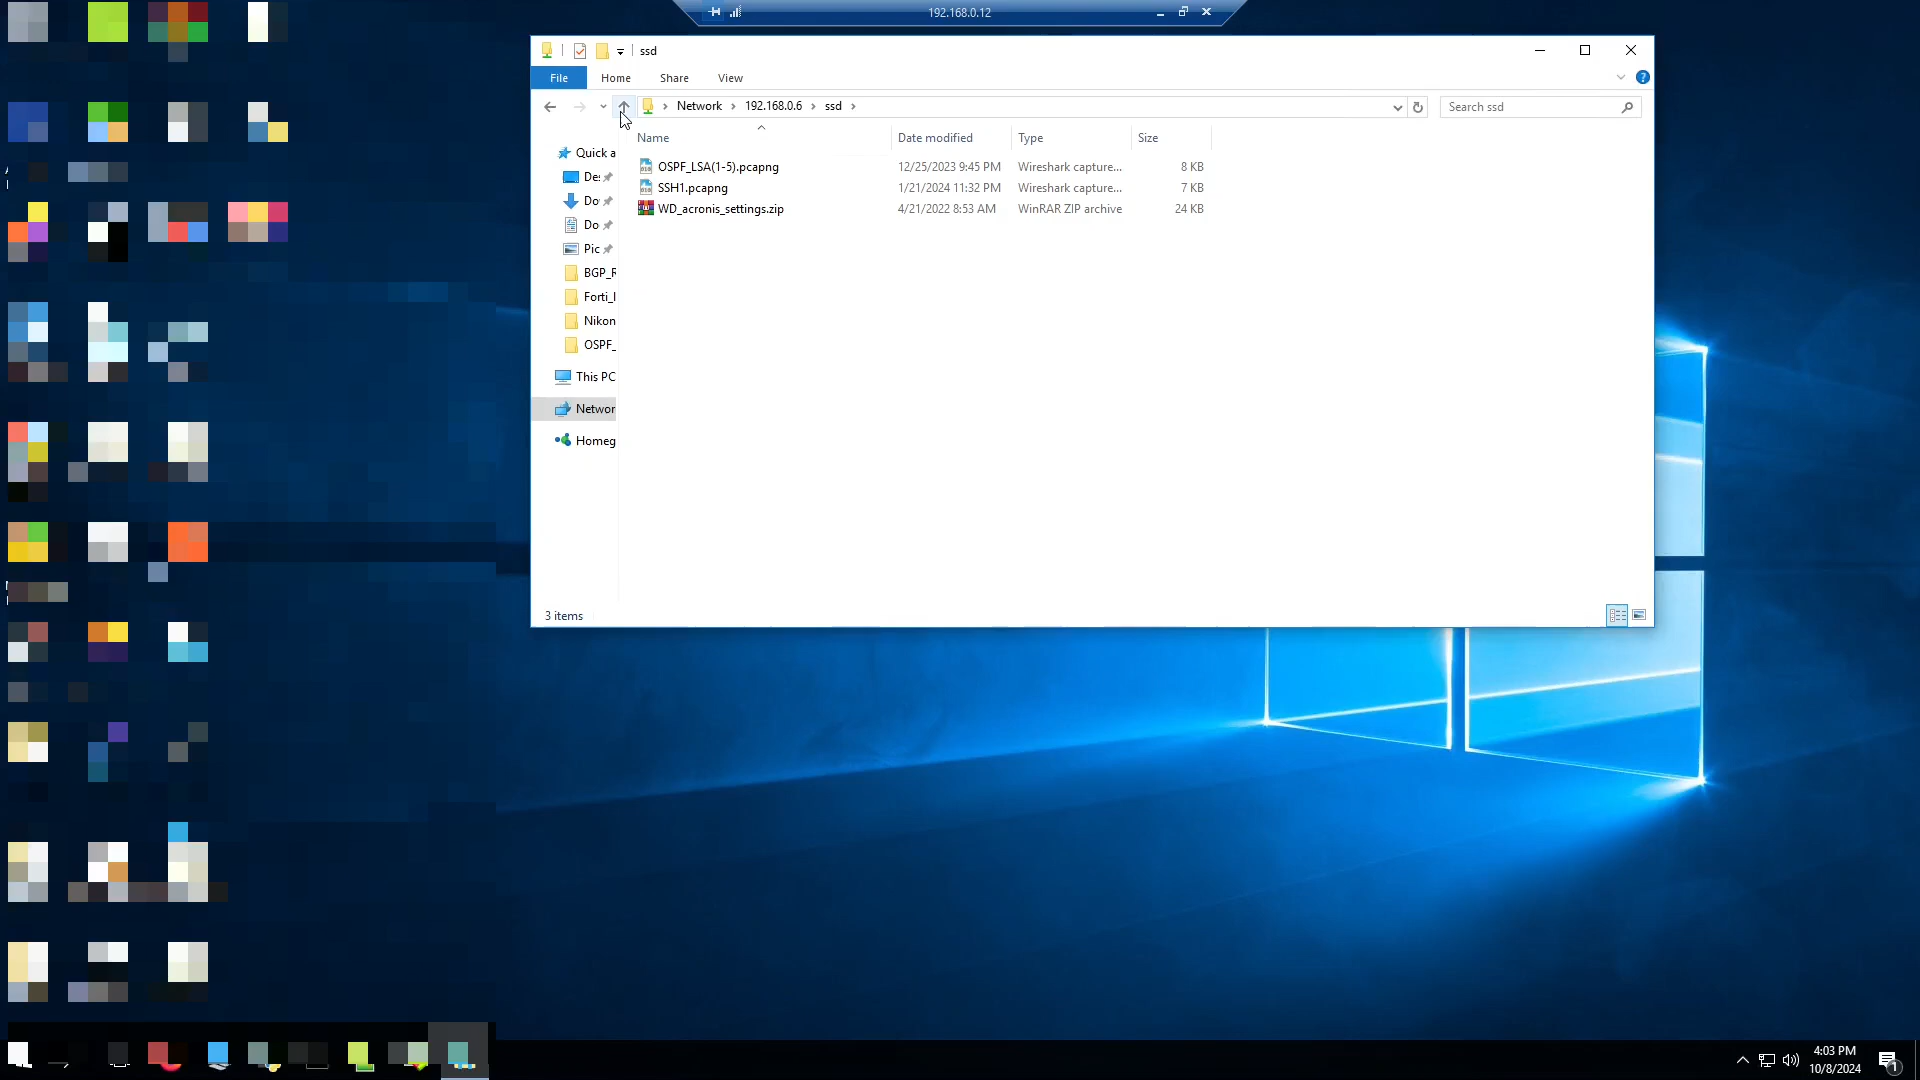 192.168.0.12
ssd
File Home Share View
Network 192.168.0.6 ssd
Search ssd
Name Date modified Type Size
OSPF_LSA(1-5).pcapng 12/25/2023 9:45 PM Wireshark capture... 8 KB
SSH1.pcapng 1/21/2024 11:32 PM Wireshark capture... 7 KB
WD_acronis_settings.zip 4/21/2022 8:53 AM WinRAR ZIP archive 24 KB
Quick a
Des
Do
Do
Pic
BGP_R
Forti_I
Nikon
OSPF_
This PC
Networ
Homeg
3 items
4:03 PM
10/8/2024
1